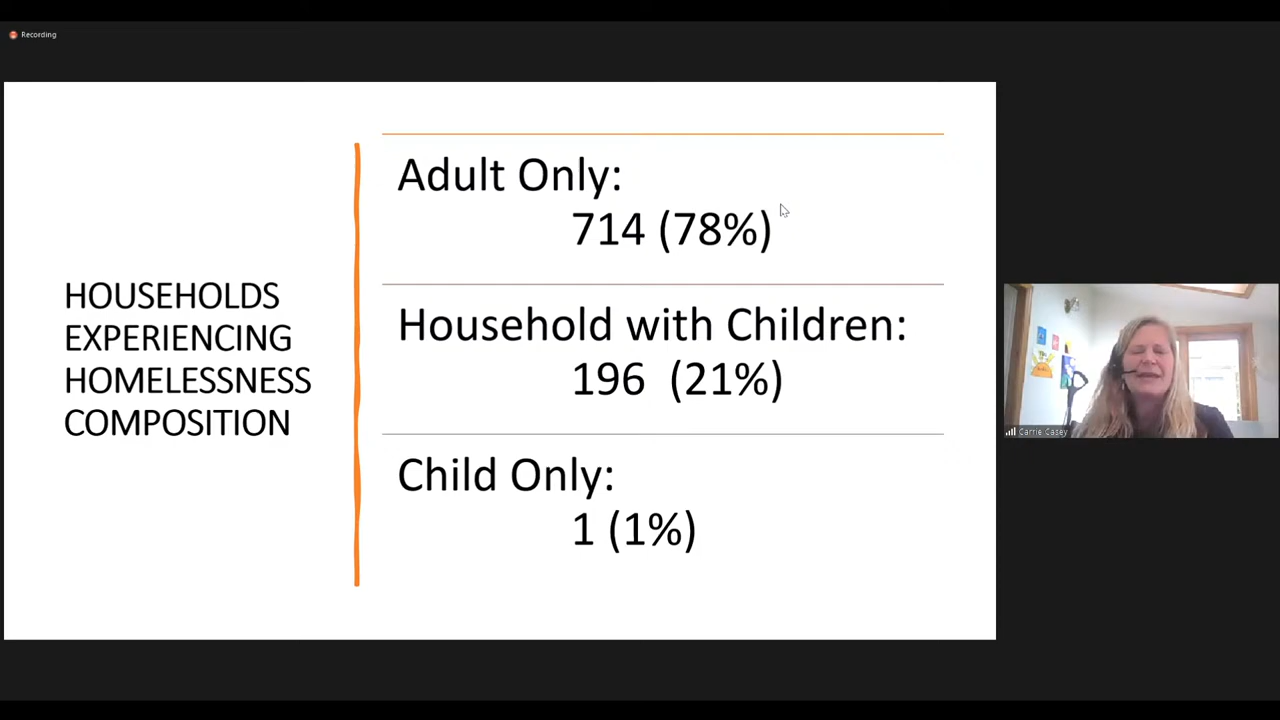 Recording
HOUSEHOLDS
EXPERIENCING
HOMELESSNESS
COMPOSITION
Adult Only:
714 (78%)
Household with Children:
196 (21%)
Child Only:
1 (1%)
Carrie Casey